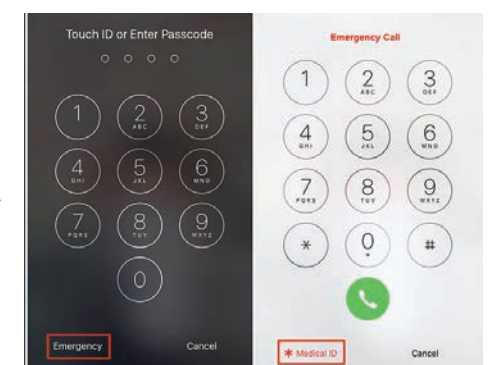 Touch ID or Enter Passcode
1 2 3
ABC DEF
4 5 6
GHI JKL MNO
7 8 9
PQRS TUV WXYZ
0
Emergency Cancel
Emergency Call
1 2 3
ABC DEF
4 5 6
GHI JKL MNO
7 8 9
PQRS TUV WXYZ
* 0 #
+
* Medical ID Cancel